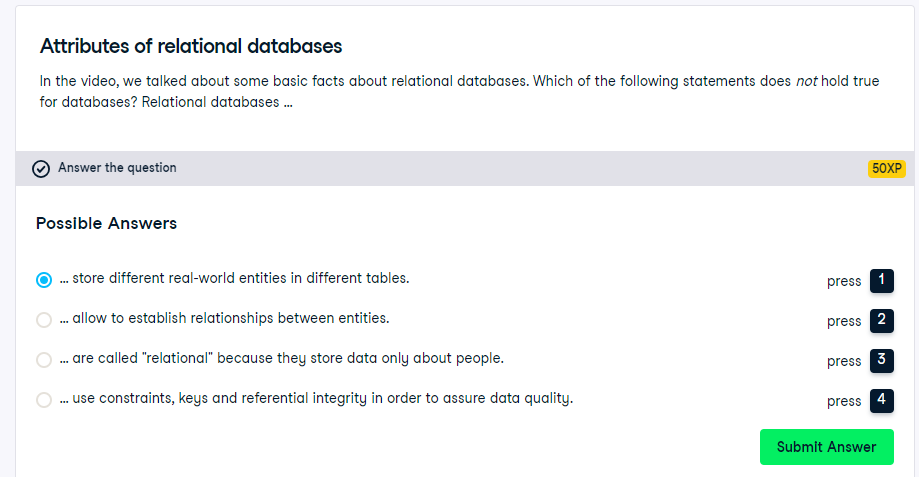 Attributes of relational databases
In the video, we talked about some basic facts about relational databases. Which of the following statements does not hold true
for databases? Relational databases …
Answer the question
50XP
Possible Answers
… store different real-world entities in different tables.
press 1
… allow to establish relationships between entities.
press 2
… are called "relational" because they store data only about people.
press 3
… use constraints, keys and referential integrity in order to assure data quality.
press 4
Submit Answer